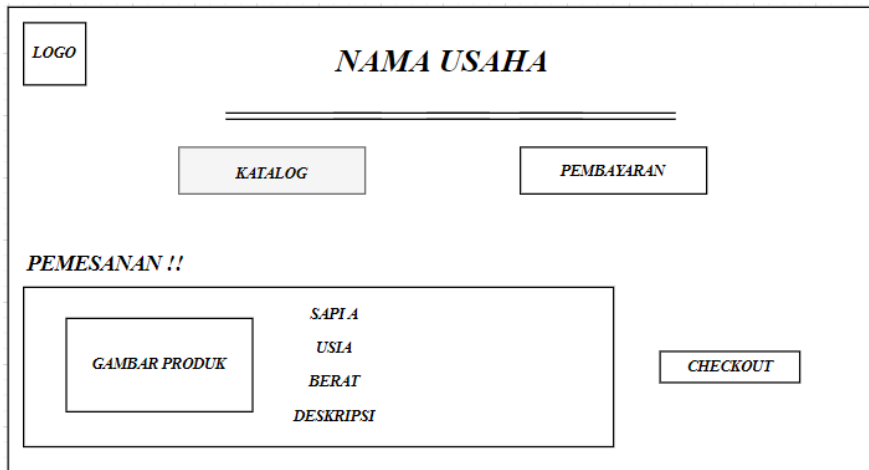 LOGO
NAMA USAHA
KATALOG
PEMBAYARAN
PEMESANAN !!
GAMBAR PRODUK
SAPI A
USIA
BERAT
DESKRIPSI
CHECKOUT